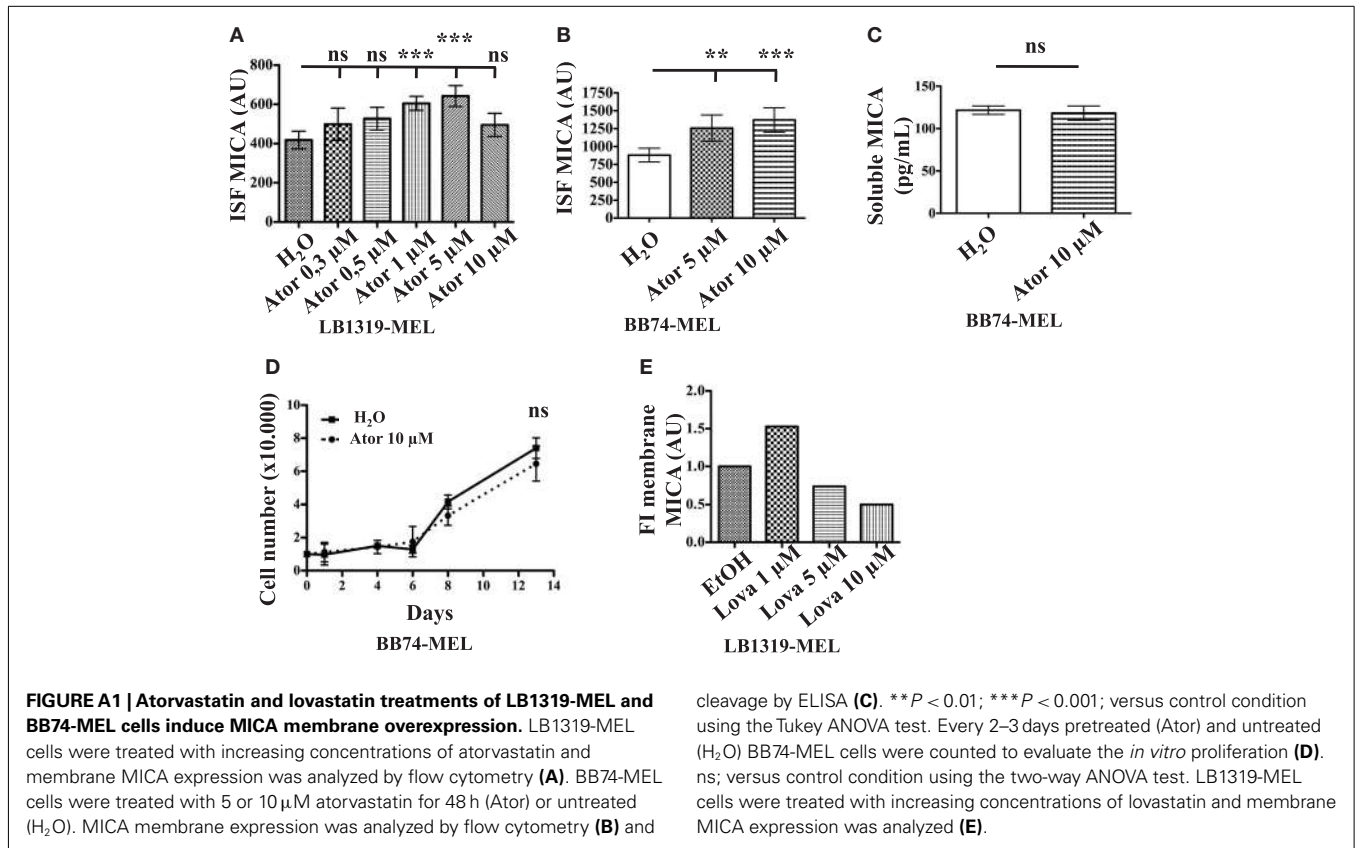 A
ns ns *** *** ns
ISF MICA (AU)
800
600
400
200
0
H₂O
Ator 0,3 µM
Ator 0,5 µM
Ator 1 µM
Ator 5 µM
Ator 10 µM
LB1319-MEL
B
** ***
ISF MICA (AU)
1750
1500
1250
1000
750
500
250
0
H₂O
Ator 5 µM
Ator 10 µM
BB74-MEL
C
ns
Soluble MICA
(pg/mL)
150
100
50
0
H₂O
Ator 10 µM
BB74-MEL
D
ns
H₂O
Ator 10 µM
Cell number (x10.000)
10
8
6
4
2
0
0 2 4 6 8 10 12 14
Days
BB74-MEL
E
FI membrane
MICA (AU)
2.0
1.5
1.0
0.5
0.0
EtOH
Lova 1 µM
Lova 5 µM
Lova 10 µM
LB1319-MEL
FIGURE A1 | Atorvastatin and lovastatin treatments of LB1319-MEL and
BB74-MEL cells induce MICA membrane overexpression. LB1319-MEL
cells were treated with increasing concentrations of atorvastatin and
membrane MICA expression was analyzed by flow cytometry (A). BB74-MEL
cells were treated with 5 or 10 µM atorvastatin for 48 h (Ator) or untreated
(H₂O). MICA membrane expression was analyzed by flow cytometry (B) and
cleavage by ELISA (C). **P < 0.01; ***P < 0.001; versus control condition
using the Tukey ANOVA test. Every 2–3 days pretreated (Ator) and untreated
(H₂O) BB74-MEL cells were counted to evaluate the in vitro proliferation (D).
ns; versus control condition using the two-way ANOVA test. LB1319-MEL
cells were treated with increasing concentrations of lovastatin and membrane
MICA expression was analyzed (E).